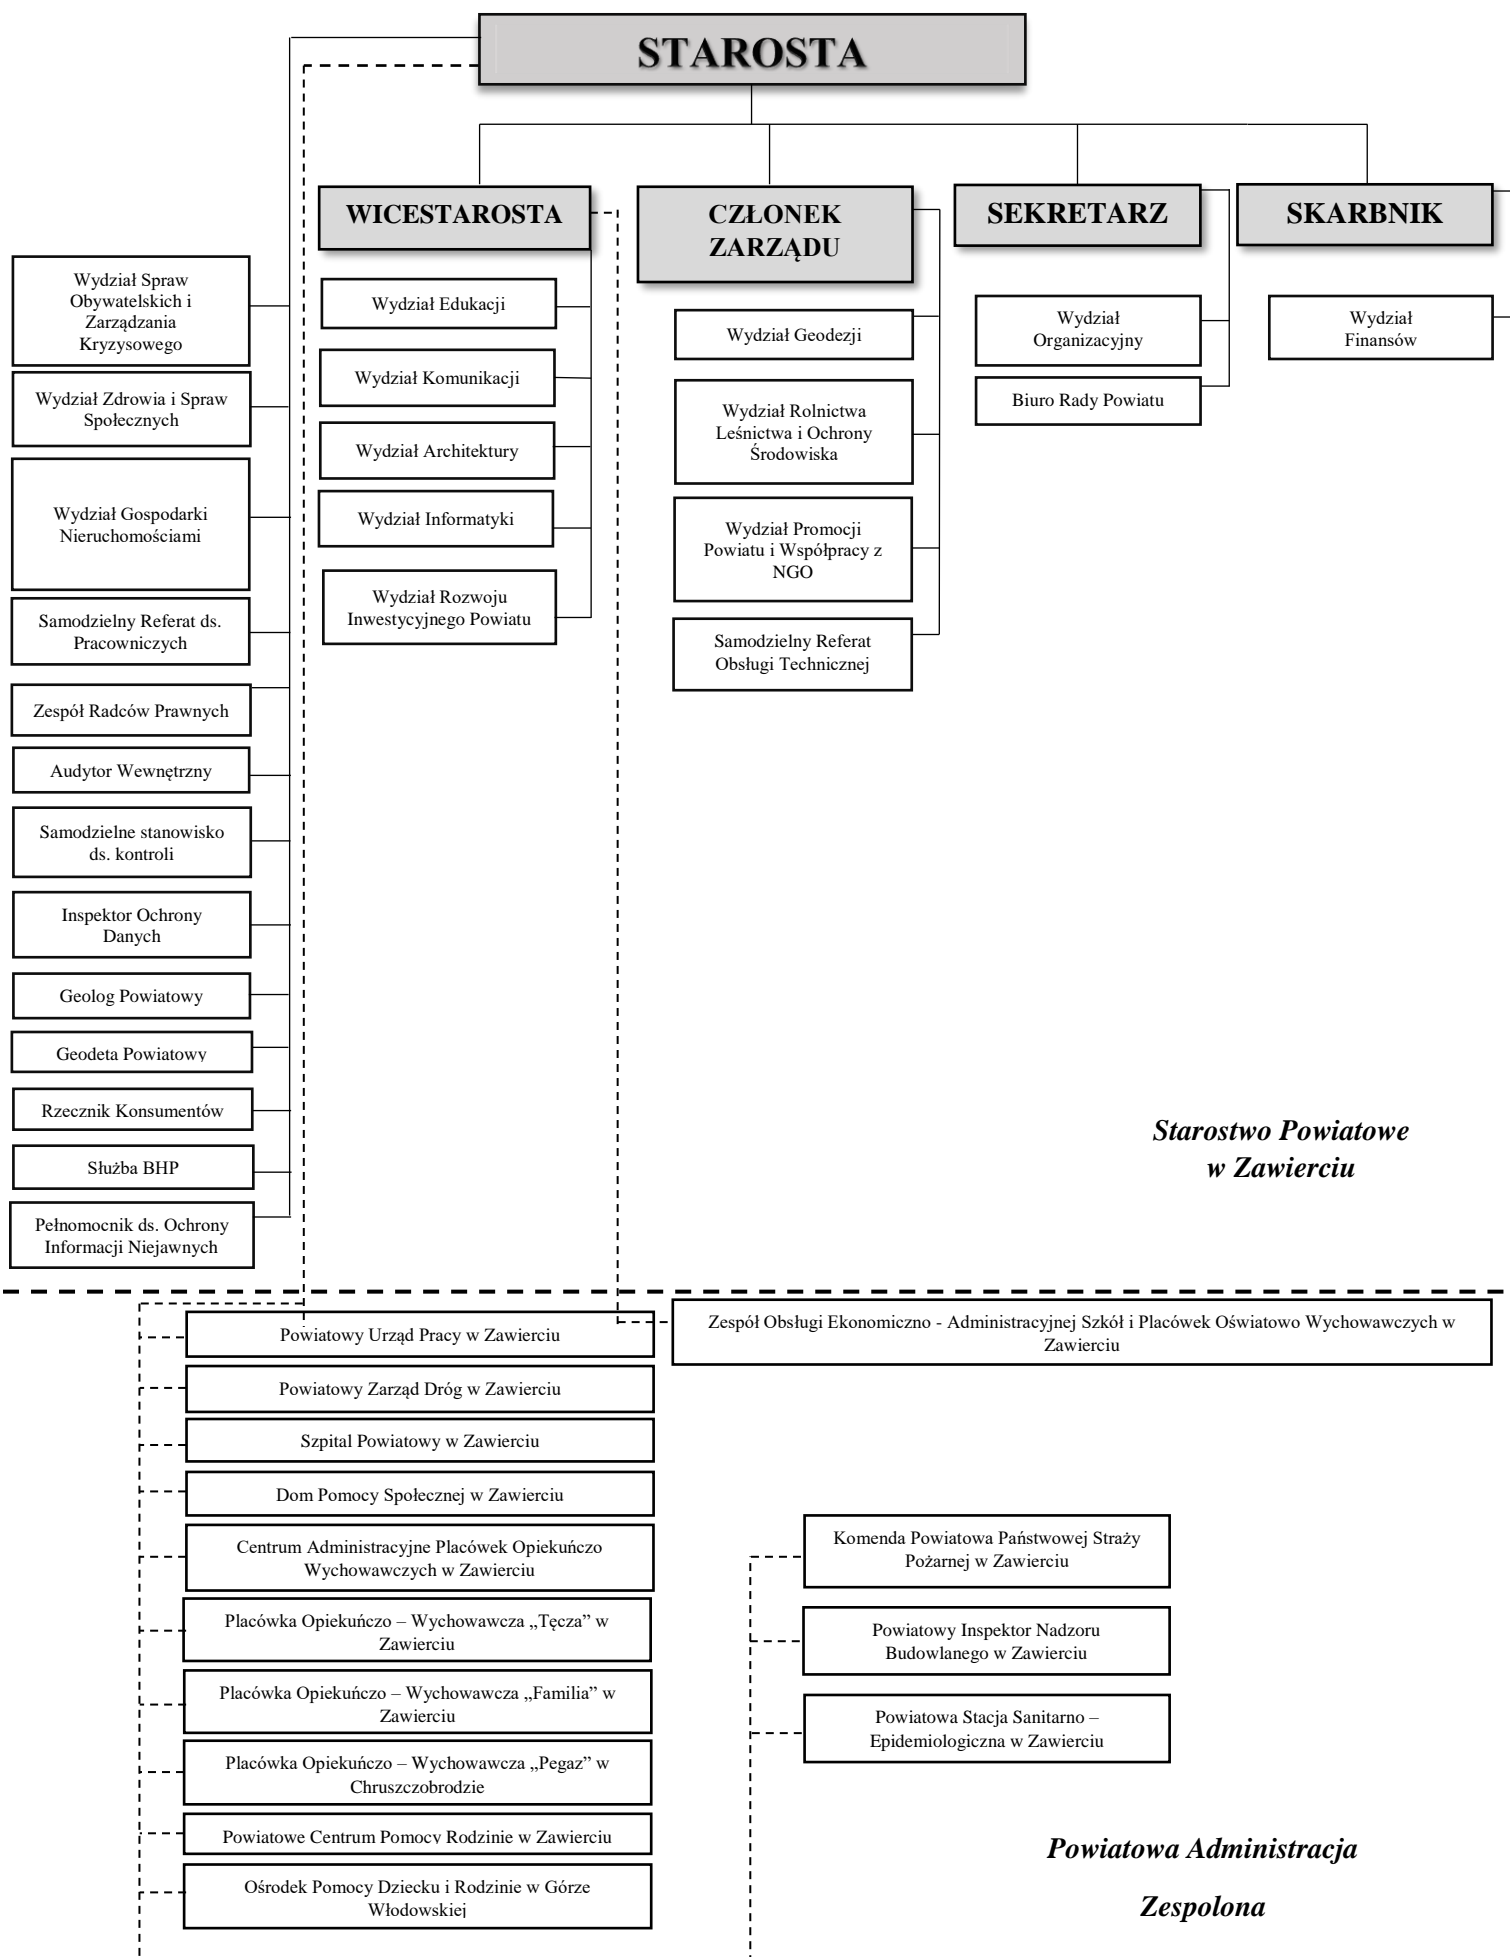 STAROSTA
WICESTAROSTA
CZŁONEK
ZARZĄDU
SEKRETARZ
SKARBNIK
Wydział Spraw
Obywatelskich i
Zarządzania
Kryzysowego
Wydział Zdrowia i Spraw
Społecznych
Wydział Gospodarki
Nieruchomościami
Samodzielny Referat ds.
Pracowniczych
Zespół Radców Prawnych
Audytor Wewnętrzny
Samodzielne stanowisko
ds. kontroli
Inspektor Ochrony
Danych
Geolog Powiatowy
Geodeta Powiatowy
Rzecznik Konsumentów
Służba BHP
Pełnomocnik ds. Ochrony
Informacji Niejawnych
Wydział Edukacji
Wydział Komunikacji
Wydział Architektury
Wydział Informatyki
Wydział Rozwoju
Inwestycyjnego Powiatu
Wydział Geodezji
Wydział Rolnictwa
Leśnictwa i Ochrony
Środowiska
Wydział Promocji
Powiatu i Współpracy z
NGO
Samodzielny Referat
Obsługi Technicznej
Wydział
Organizacyjny
Biuro Rady Powiatu
Wydział
Finansów
Starostwo Powiatowe
w Zawierciu
Powiatowy Urząd Pracy w Zawierciu
Powiatowy Zarząd Dróg w Zawierciu
Szpital Powiatowy w Zawierciu
Dom Pomocy Społecznej w Zawierciu
Centrum Administracyjne Placówek Opiekuńczo
Wychowawczych w Zawierciu
Placówka Opiekuńczo – Wychowawcza „Tęcza” w
Zawierciu
Placówka Opiekuńczo – Wychowawcza „Familia” w
Zawierciu
Placówka Opiekuńczo – Wychowawcza „Pegaz” w
Chruszczobrodzie
Powiatowe Centrum Pomocy Rodzinie w Zawierciu
Ośrodek Pomocy Dziecku i Rodzinie w Górze
Włodowskiej
Zespół Obsługi Ekonomiczno - Administracyjnej Szkół i Placówek Oświatowo Wychowawczych w
Zawierciu
Komenda Powiatowa Państwowej Straży
Pożarnej w Zawierciu
Powiatowy Inspektor Nadzoru
Budowlanego w Zawierciu
Powiatowa Stacja Sanitarno –
Epidemiologiczna w Zawierciu
Powiatowa Administracja
Zespolona